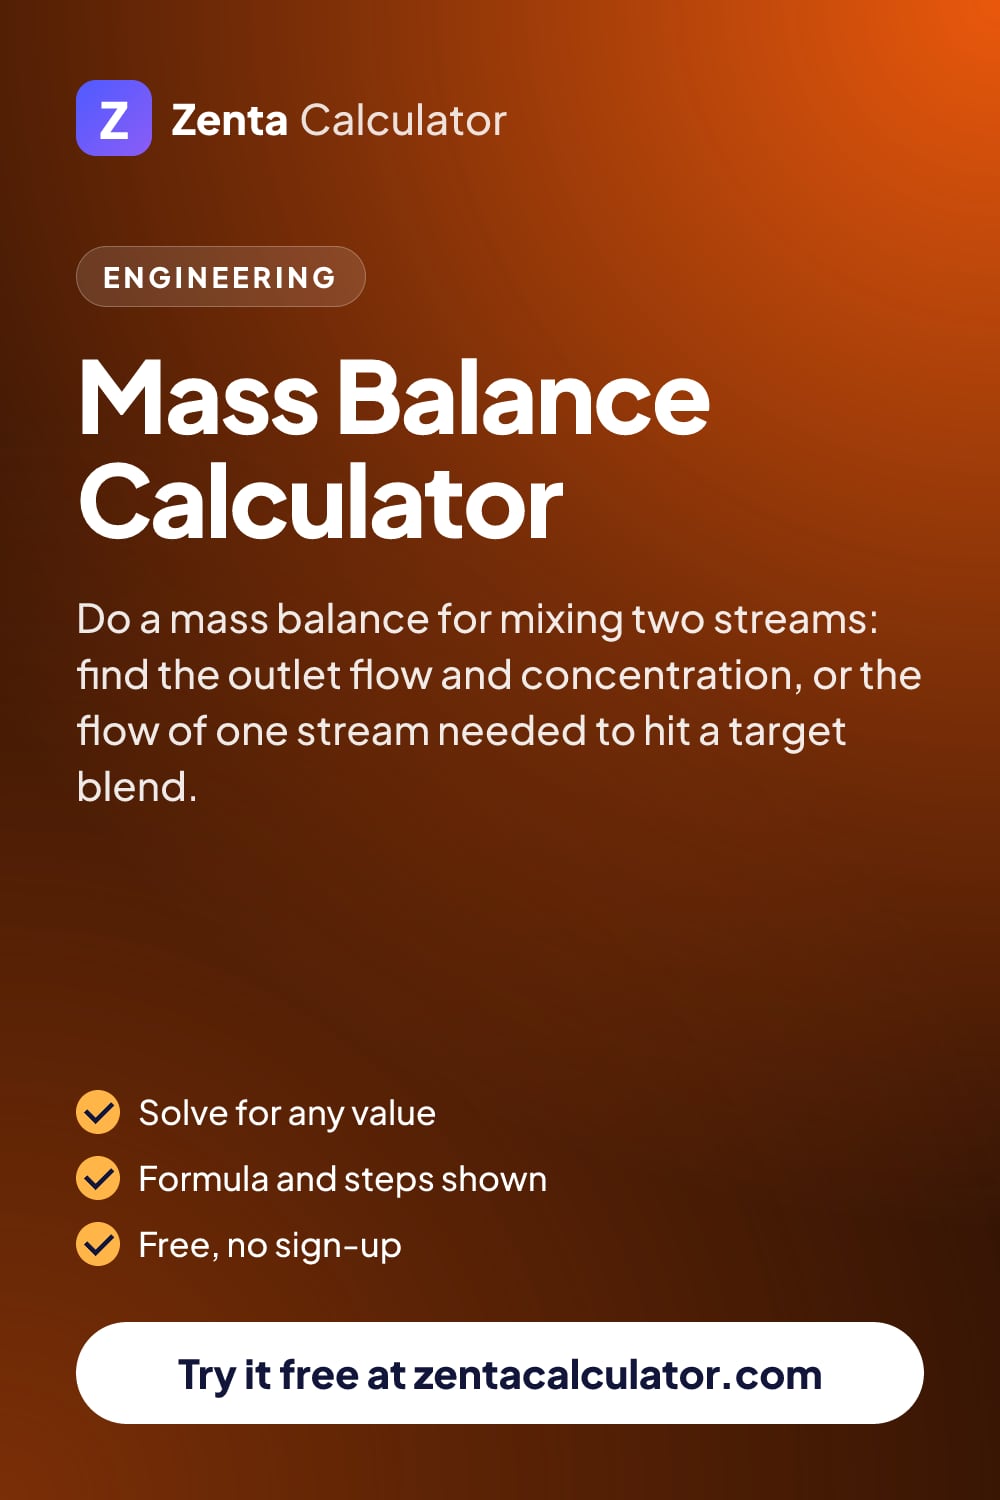 Z
Zenta Calculator
ENGINEERING
Mass Balance
Calculator
Do a mass balance for mixing two streams:
find the outlet flow and concentration, or the
flow of one stream needed to hit a target
blend.
Solve for any value
Formula and steps shown
Free, no sign-up
Try it free at zentacalculator.com